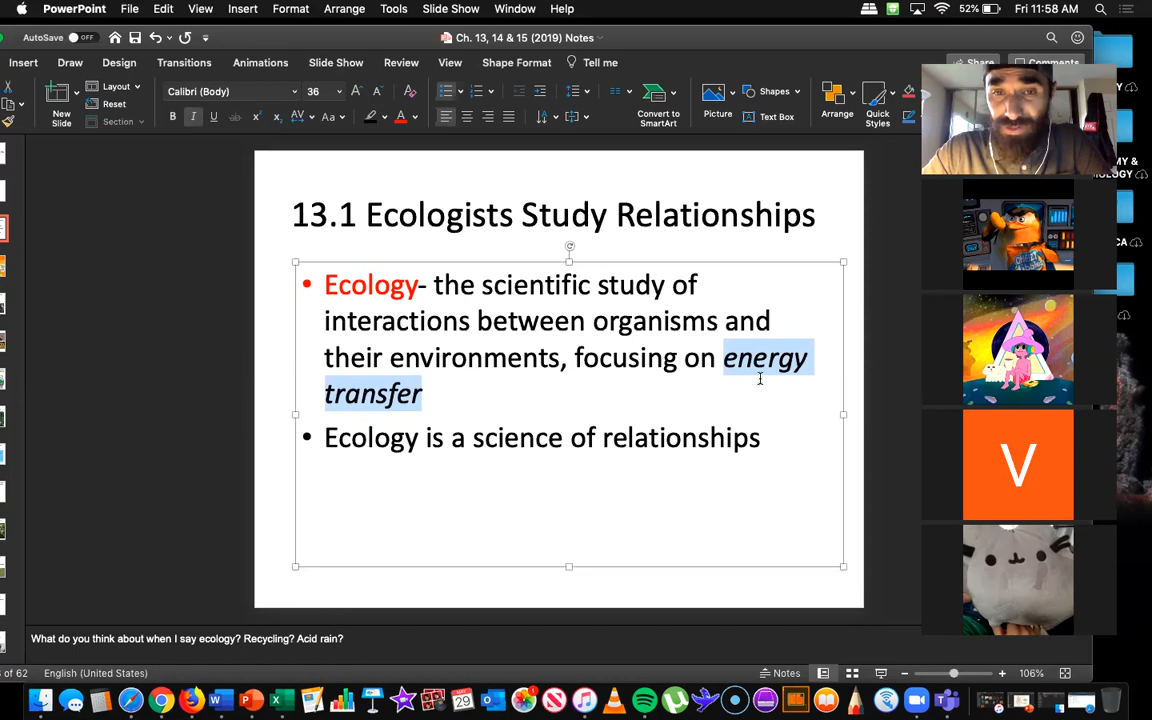 PowerPoint File Edit View Insert Format Arrange Tools Slide Show Window Help 52% Fri 11:58 AM
AutoSave OFF Ch. 13, 14 & 15 (2019) Notes
Insert Draw Design Transitions Animations Slide Show Review View Shape Format Tell me Share Comments
New Slide Layout Reset Section Calibri (Body) 36 Convert to SmartArt Picture Shapes Text Box Arrange Quick Styles
B I U ab x² x₂ AV Aa A
13.1 Ecologists Study Relationships
• Ecology- the scientific study of
interactions between organisms and
their environments, focusing on energy
transfer
• Ecology is a science of relationships
V
What do you think about when I say ecology? Recycling? Acid rain?
of 62 English (United States) Notes 106%